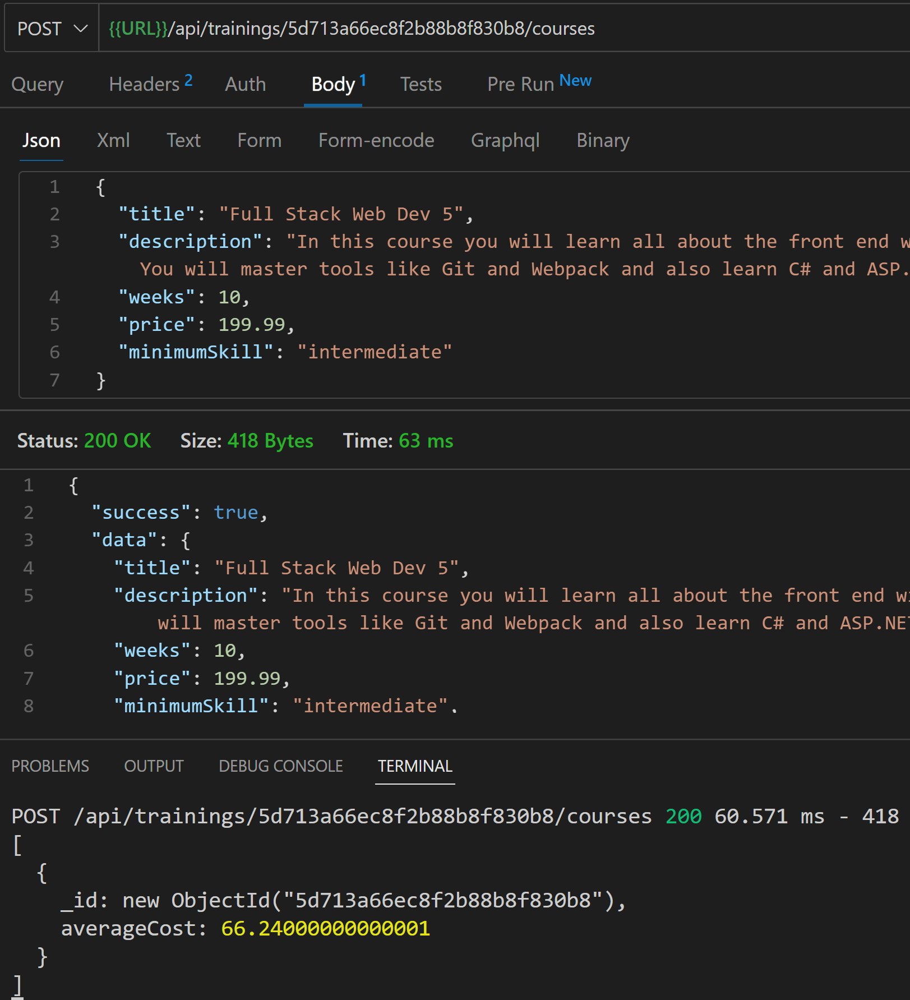 POST {{URL}}/api/trainings/5d713a66ec8f2b88b8f830b8/courses
Query Headers 2 Auth Body 1 Tests Pre Run New
Json Xml Text Form Form-encode Graphql Binary
1 {
2 "title": "Full Stack Web Dev 5",
3 "description": "In this course you will learn all about the front end
You will master tools like Git and Webpack and also learn C# and ASP.
4 "weeks": 10,
5 "price": 199.99,
6 "minimumSkill": "intermediate"
7 }
Status: 200 OK Size: 418 Bytes Time: 63 ms
1 {
2 "success": true,
3 "data": {
4 "title": "Full Stack Web Dev 5",
5 "description": "In this course you will learn all about the front end
will master tools like Git and Webpack and also learn C# and ASP.NET
6 "weeks": 10,
7 "price": 199.99,
8 "minimumSkill": "intermediate",
PROBLEMS OUTPUT DEBUG CONSOLE TERMINAL
POST /api/trainings/5d713a66ec8f2b88b8f830b8/courses 200 60.571 ms - 418
[
{
_id: new ObjectId("5d713a66ec8f2b88b8f830b8"),
averageCost: 66.24000000000001
}
]